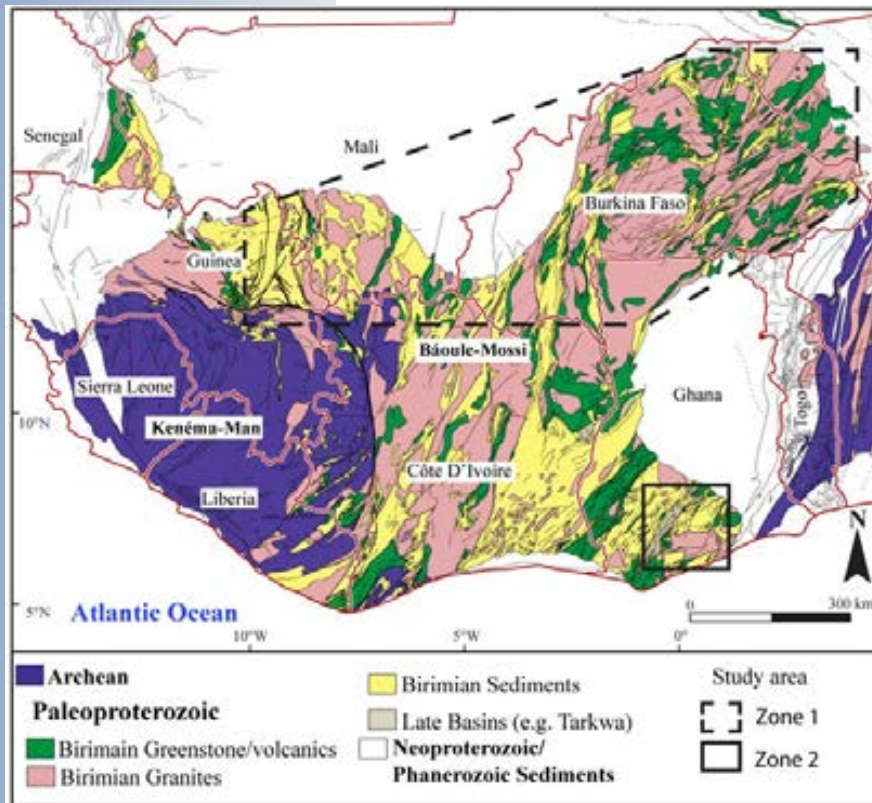 Senegal
Mali
Burkina Faso
Guinea
Báoule-Mossi
Sierra Leone
Ghana
10°N
Kenéma-Man
Togo
Côte D´Ivoire
Liberia
N
Atlantic Ocean
5°N
0 300 km
10°W 5°W 0°
Archean
Paleoproterozoic
Birimain Greenstone/volcanics
Birimian Granites
Birimian Sediments
Late Basins (e.g. Tarkwa)
Neoproterozoic/
Phanerozoic Sediments
Study area
Zone 1
Zone 2